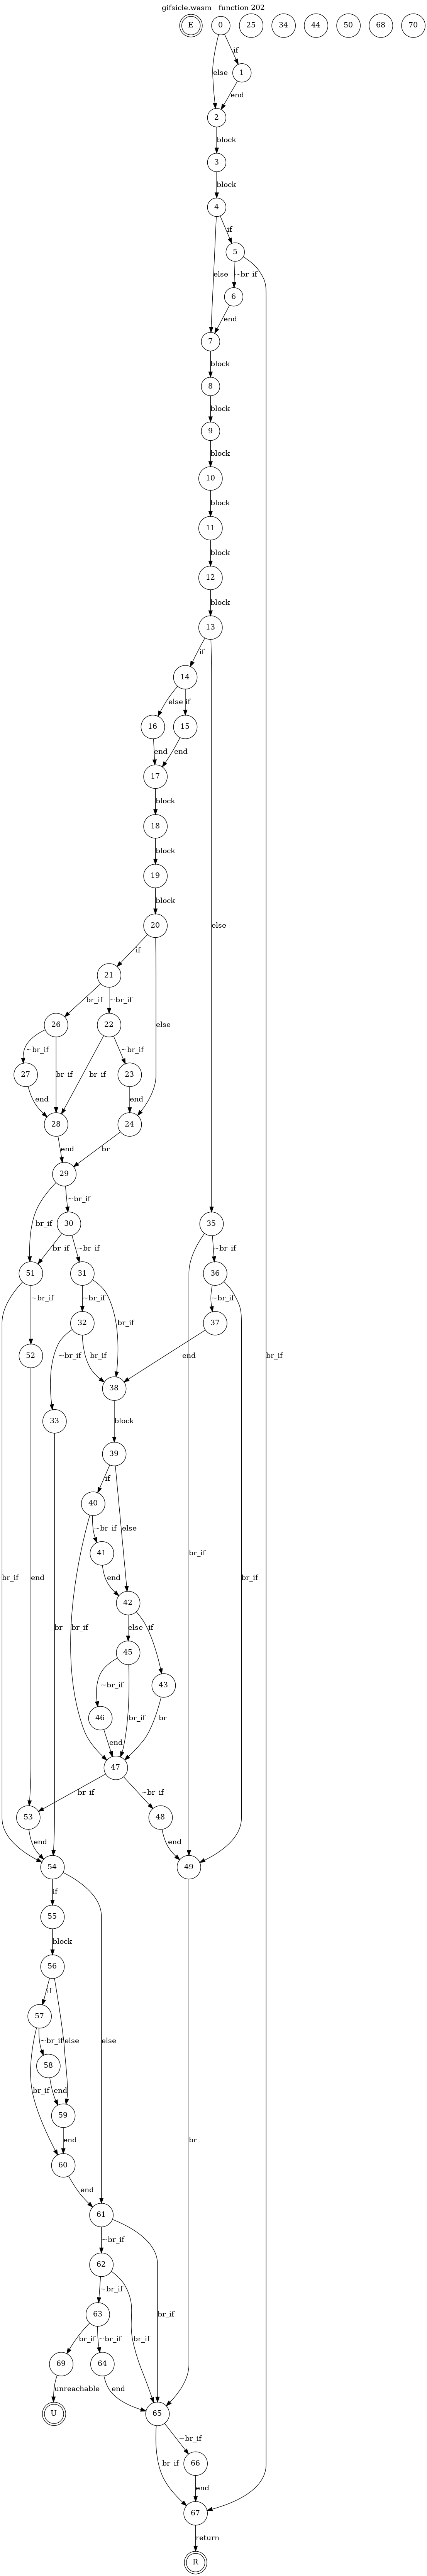 gifsicle.wasm - function 202
E 0 25 34 44 50 68 70
else if
1
end
2
block
3
block
4
if
5
else ~br_if
6
end
7
block
8
block
9
block
10
block
11
block
12
block
13
if
14
else if
16 15
end end
17
block
18
block
19
block
20 else
if
21
br_if ~br_if
26 22 else
~br_if br_if br_if ~br_if
27 23
end end
28 24
end br
29
br_if ~br_if
30 35
br_if ~br_if ~br_if
51 31 36
~br_if ~br_if br_if ~br_if
32 37
52 ~br_if br_if end br_if
38
33 block
39
if else
40
~br_if br_if br_if
41
br_if end end
42
br br_if else if
45
~br_if
43
46 br_if br
end
47
br_if ~br_if
53 48
end end
54 49
if
55
block
56
if else
57
~br_if else
58
br_if end
59
end br
60
end
61
~br_if
62
~br_if br_if
63
br_if ~br_if br_if
69 64
unreachable end
U 65
~br_if
br_if 66
end
67
return
R